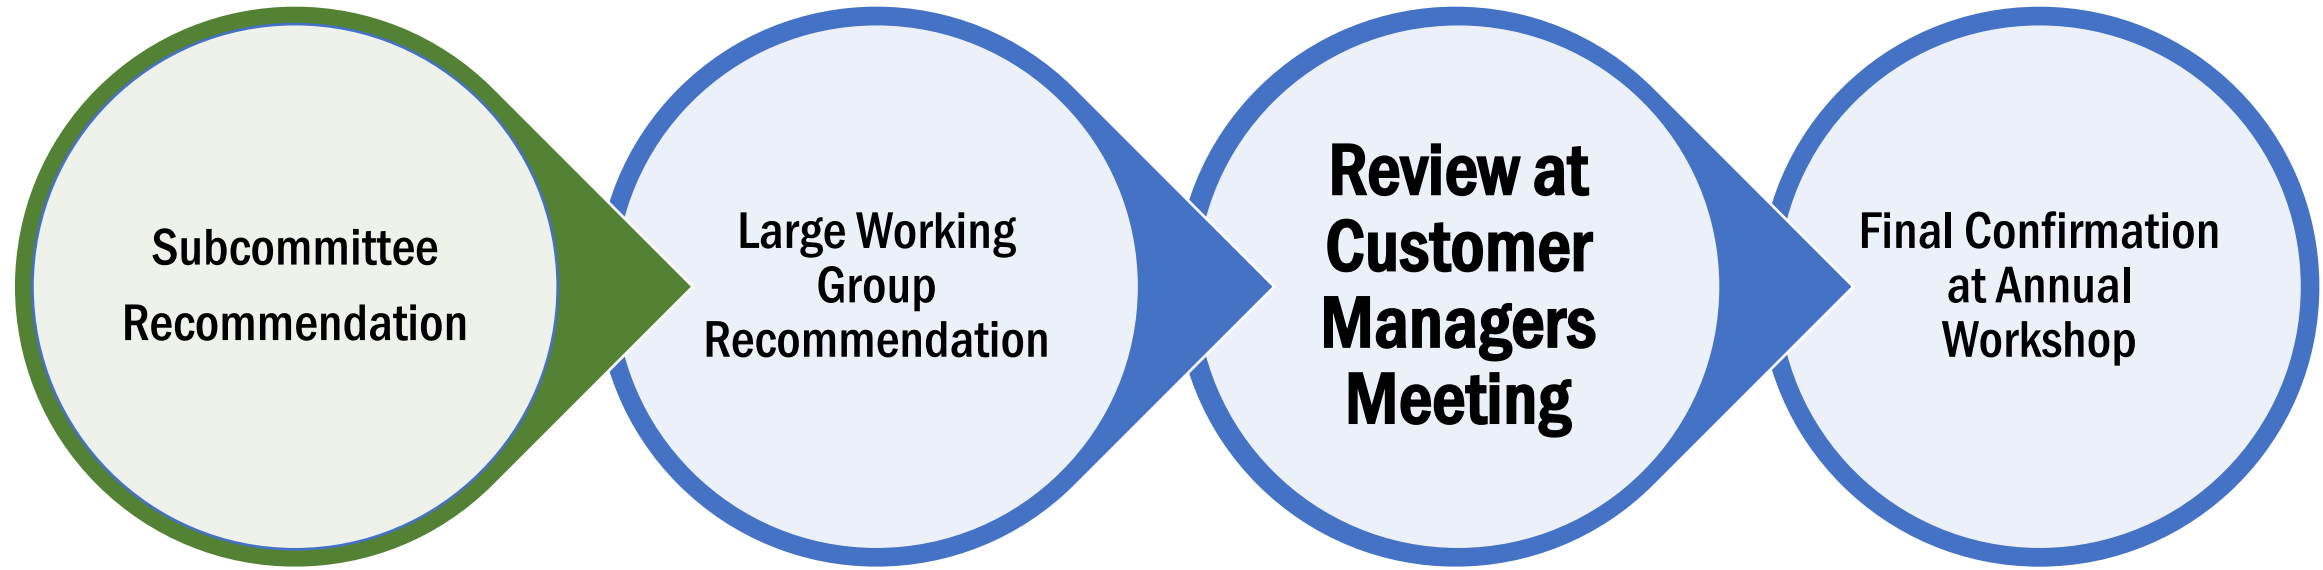 Subcommittee
Recommendation
Large Working
Group
Recommendation
Review at
Customer
Managers
Meeting
Final Confirmation
at Annual
Workshop